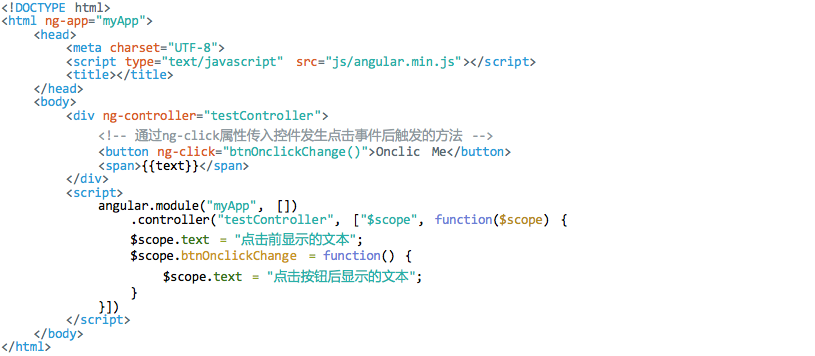 <!DOCTYPE html>
<html ng-app="myApp">
    <head>
        <meta charset="UTF-8">
        <script type="text/javascript" src="js/angular.min.js"></script>
        <title></title>
    </head>
    <body>
        <div ng-controller="testController">
            <!-- 通过ng-click属性传入控件发生点击事件后触发的方法 -->
            <button ng-click="btnOnclickChange()">Onclic Me</button>
            <span>{{text}}</span>
        </div>
        <script>
            angular.module("myApp", [])
                .controller("testController", ["$scope", function($scope) {
                $scope.text = "点击前显示的文本";
                $scope.btnOnclickChange = function() {
                    $scope.text = "点击按钮后显示的文本";
                }
            }])
        </script>
    </body>
</html>